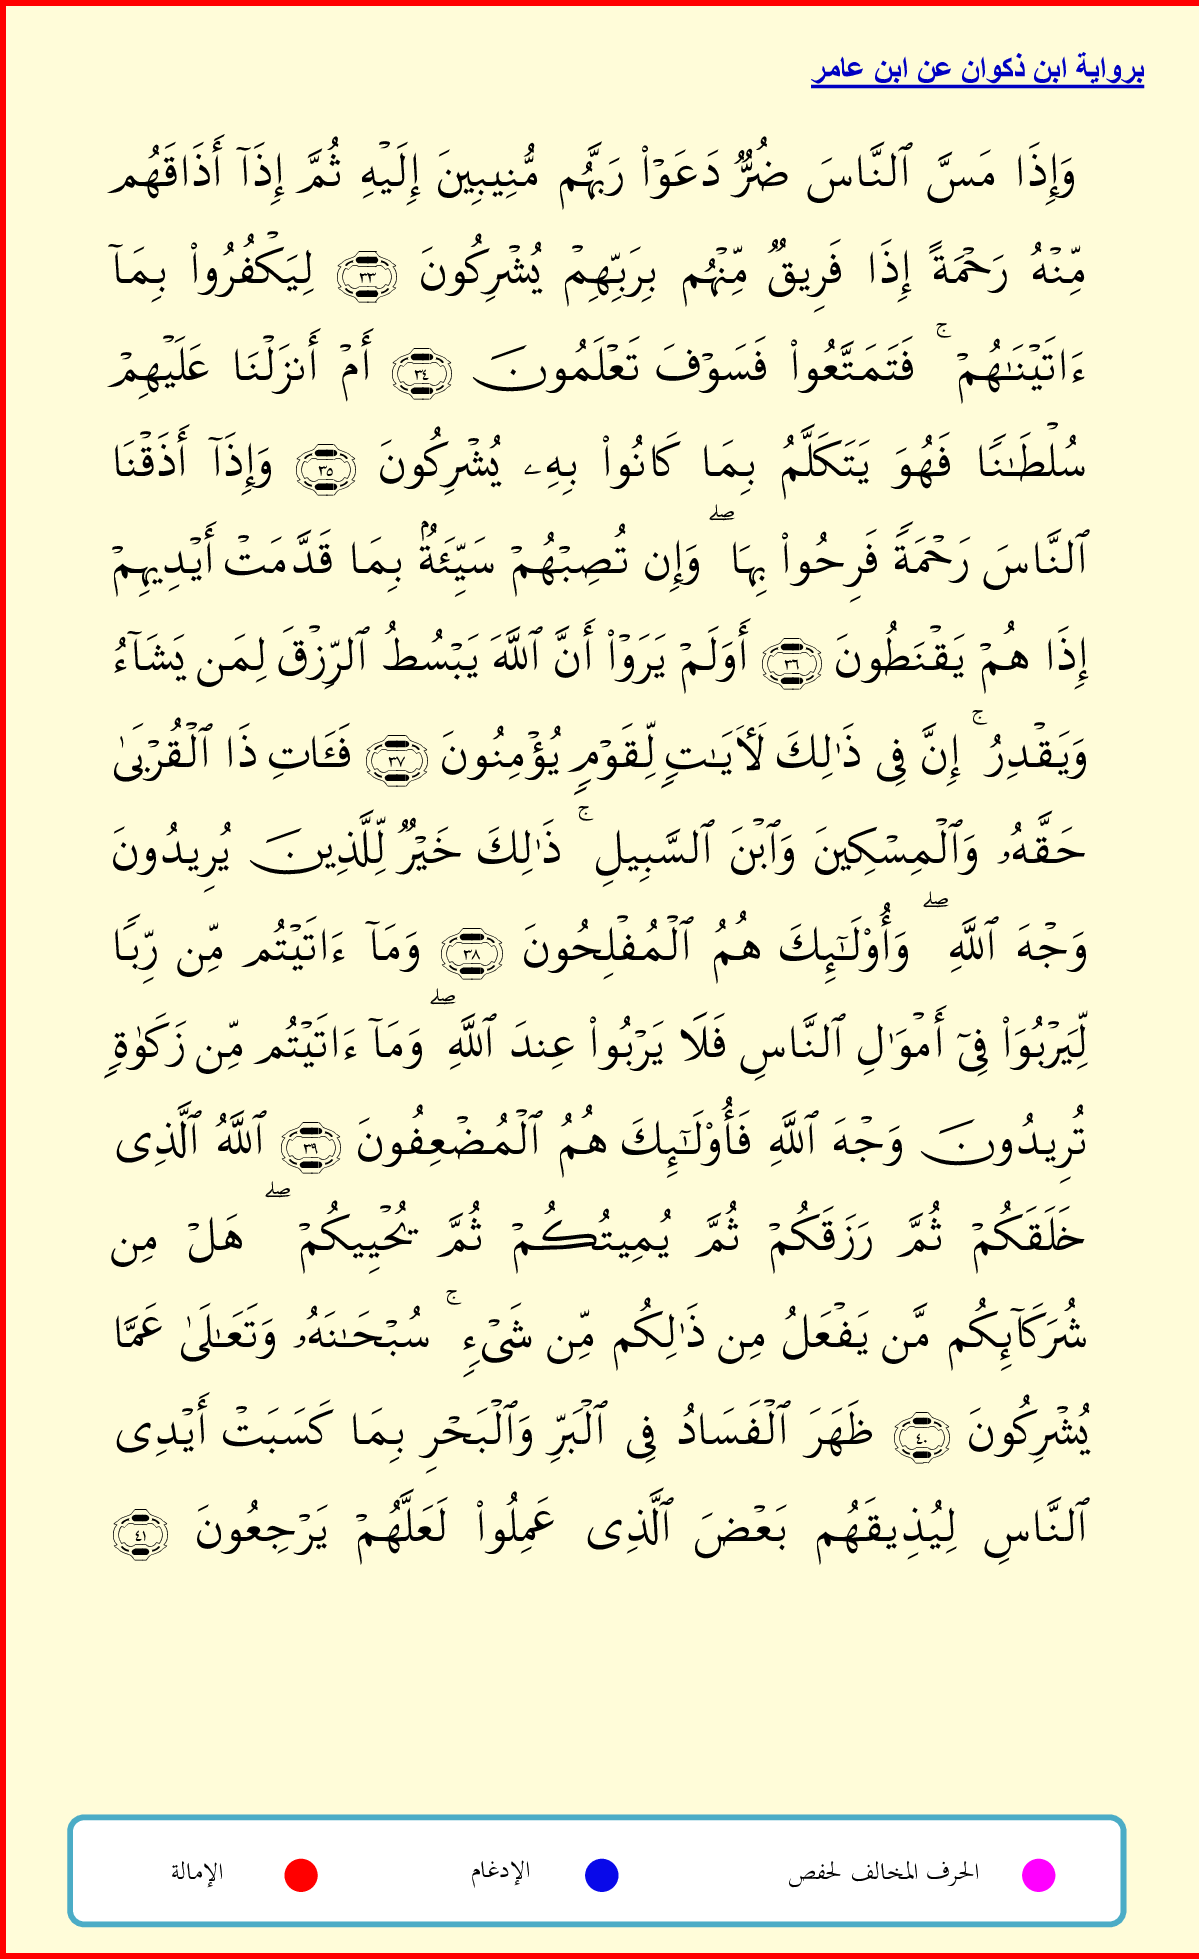 برواية ابن ذكوان عن ابن عامر
وَإِذَا مَسَّ ٱلنَّاسَ ضُرٌّ دَعَوْا۟ رَبَّهُم مُّنِيبِينَ إِلَيْهِ ثُمَّ إِذَآ أَذَاقَهُم
مِّنْهُ رَحْمَةً إِذَا فَرِيقٌ مِّنْهُم بِرَبِّهِمْ يُشْرِكُونَ ٣٣ لِيَكْفُرُوا۟ بِمَآ
ءَاتَيْنَـٰهُمْ ۚ فَتَمَتَّعُوا۟ فَسَوْفَ تَعْلَمُونَ ٣٤ أَمْ أَنزَلْنَا عَلَيْهِمْ
سُلْطَـٰنًا فَهُوَ يَتَكَلَّمُ بِمَا كَانُوا۟ بِهِۦ يُشْرِكُونَ ٣٥ وَإِذَآ أَذَقْنَا
ٱلنَّاسَ رَحْمَةً فَرِحُوا۟ بِهَا ۖ وَإِن تُصِبْهُمْ سَيِّئَةٌۢ بِمَا قَدَّمَتْ أَيْدِيهِمْ
إِذَا هُمْ يَقْنَطُونَ ٣٦ أَوَلَمْ يَرَوْا۟ أَنَّ ٱللَّهَ يَبْسُطُ ٱلرِّزْقَ لِمَن يَشَآءُ
وَيَقْدِرُ ۚ إِنَّ فِى ذَٰلِكَ لَـَٔايَـٰتٍ لِّقَوْمٍ يُؤْمِنُونَ ٣٧ فَـَٔاتِ ذَا ٱلْقُرْبَىٰ
حَقَّهُۥ وَٱلْمِسْكِينَ وَٱبْنَ ٱلسَّبِيلِ ۚ ذَٰلِكَ خَيْرٌ لِّلَّذِينَ يُرِيدُونَ
وَجْهَ ٱللَّهِ ۖ وَأُو۟لَـٰٓئِكَ هُمُ ٱلْمُفْلِحُونَ ٣٨ وَمَآ ءَاتَيْتُم مِّن رِّبًا
لِّيَرْبُوَا۟ فِىٓ أَمْوَٰلِ ٱلنَّاسِ فَلَا يَرْبُوا۟ عِندَ ٱللَّهِ ۖ وَمَآ ءَاتَيْتُم مِّن زَكَوٰةٍ
تُرِيدُونَ وَجْهَ ٱللَّهِ فَأُو۟لَـٰٓئِكَ هُمُ ٱلْمُضْعِفُونَ ٣٩ ٱللَّهُ ٱلَّذِى
خَلَقَكُمْ ثُمَّ رَزَقَكُمْ ثُمَّ يُمِيتُكُمْ ثُمَّ يُحْيِيكُمْ ۖ هَلْ مِن
شُرَكَآئِكُم مَّن يَفْعَلُ مِن ذَٰلِكُم مِّن شَىْءٍ ۚ سُبْحَـٰنَهُۥ وَتَعَـٰلَىٰ عَمَّا
يُشْرِكُونَ ٤٠ ظَهَرَ ٱلْفَسَادُ فِى ٱلْبَرِّ وَٱلْبَحْرِ بِمَا كَسَبَتْ أَيْدِى
ٱلنَّاسِ لِيُذِيقَهُم بَعْضَ ٱلَّذِى عَمِلُوا۟ لَعَلَّهُمْ يَرْجِعُونَ ٤١
الحرف المخالف لحفص الإدغام الإمالة